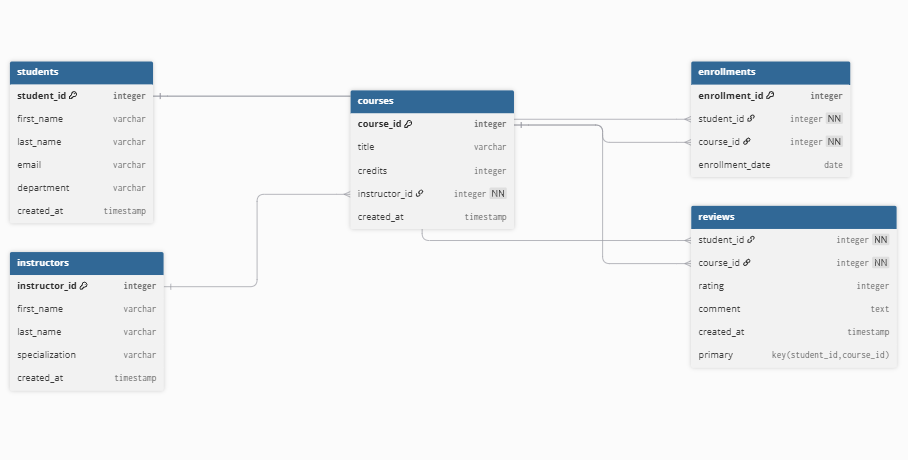 students
student_id integer
first_name varchar
last_name varchar
email varchar
department varchar
created_at timestamp
instructors
instructor_id integer
first_name varchar
last_name varchar
specialization varchar
created_at timestamp
courses
course_id integer
title varchar
credits integer
instructor_id integer NN
created_at timestamp
enrollments
enrollment_id integer
student_id integer NN
course_id integer NN
enrollment_date date
reviews
student_id integer NN
course_id integer NN
rating integer
comment text
created_at timestamp
primary key(student_id,course_id)